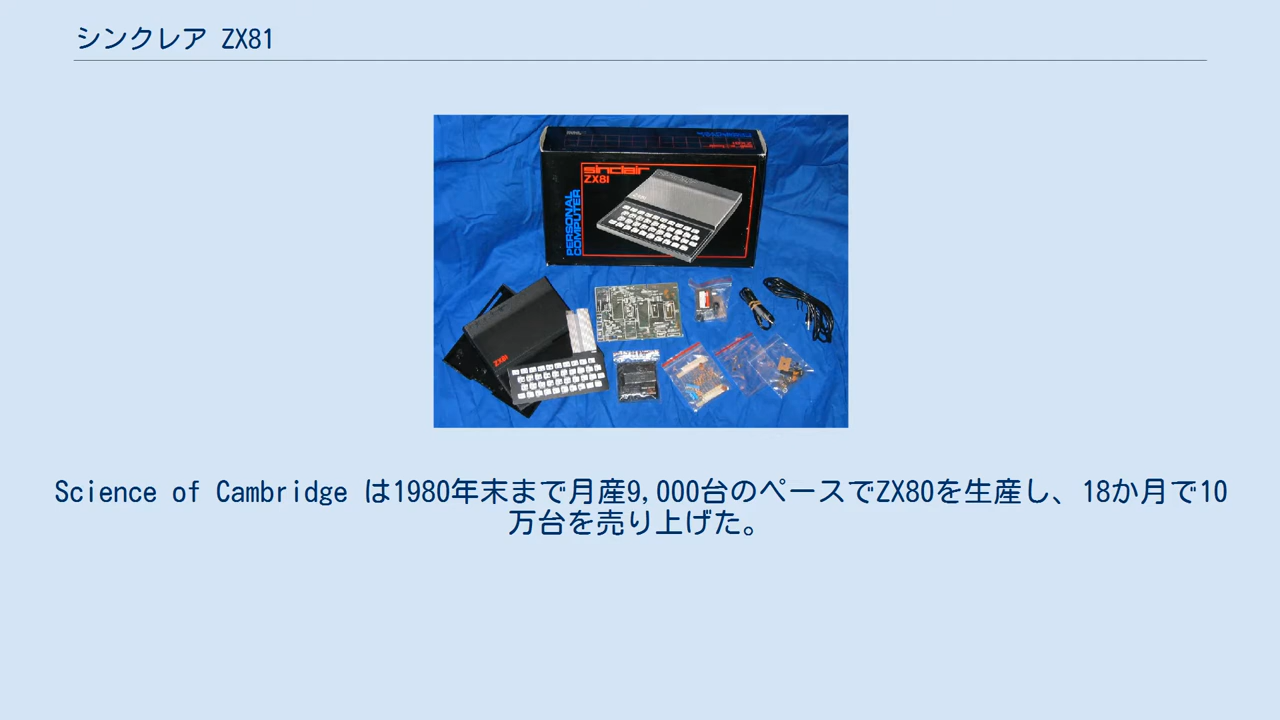 シンクレア ZX81
sinclair
ZX81
PERSONAL
COMPUTER
ZX81
Science of Cambridge は1980年末まで月産9,000台のペースでZX80を生産し、18か月で10
万台を売り上げた。